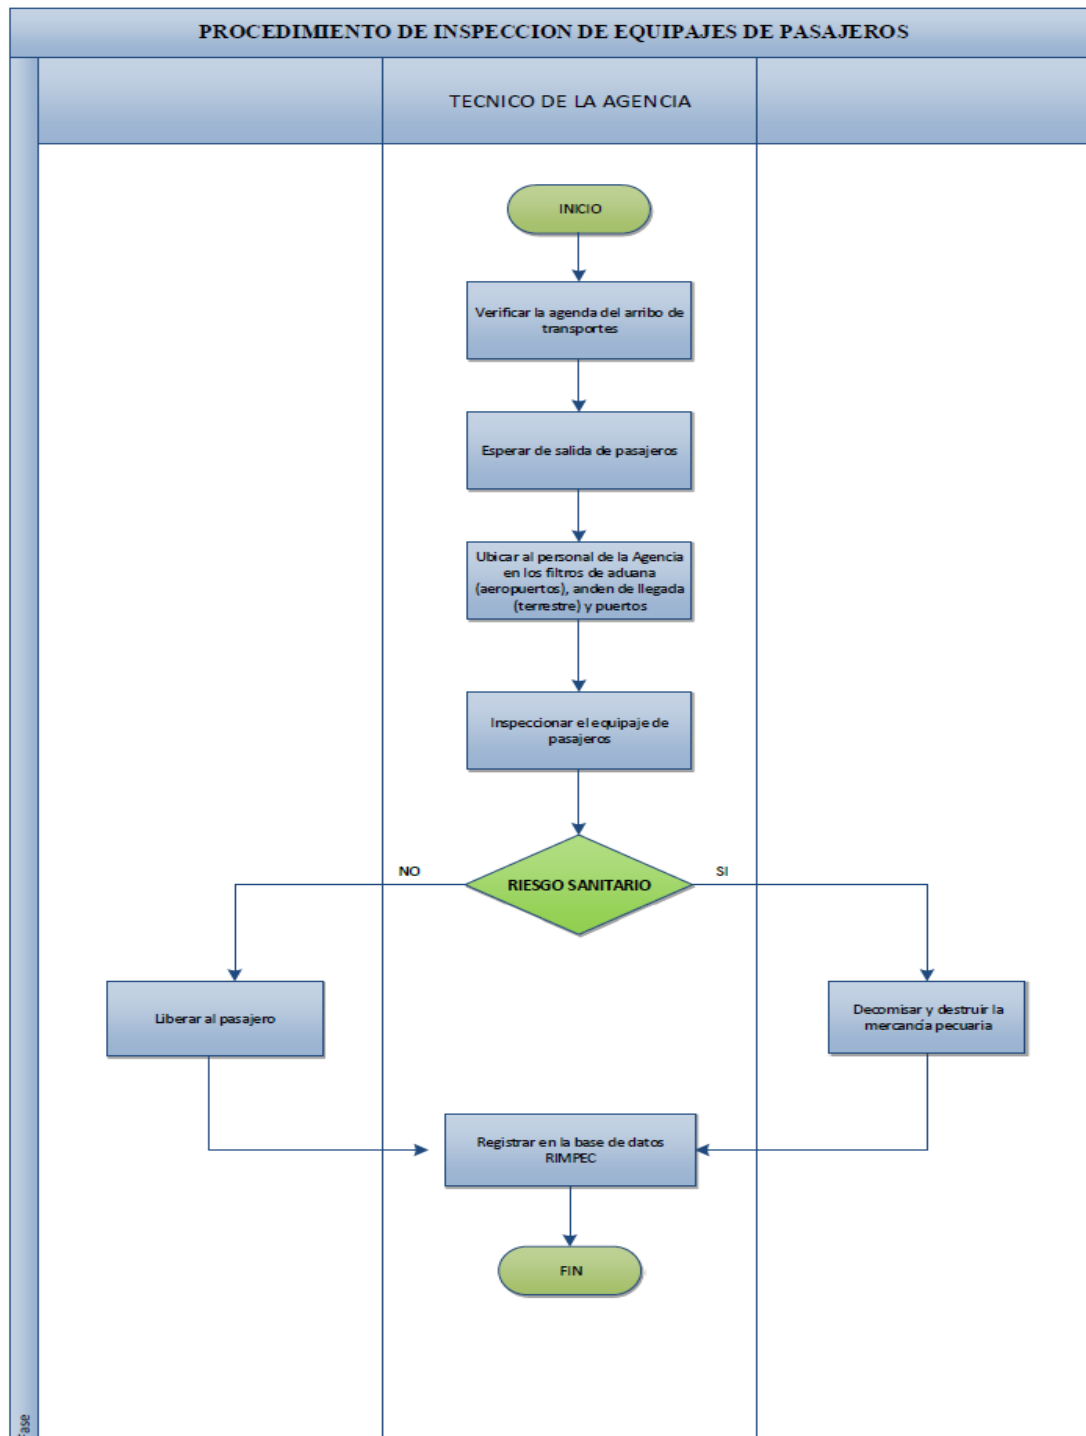 PROCEDIMIENTO DE INSPECCION DE EQUIPAJES DE PASAJEROS
TECNICO DE LA AGENCIA
INICIO
Verificar la agenda del arribo de
transportes
Esperar de salida de pasajeros
Ubicar al personal de la Agencia
en los filtros de aduana
(aeropuertos), anden de llegada
(terrestre) y puertos
Inspeccionar el equipaje de
pasajeros
NO
RIESGO SANITARIO
SI
Liberar al pasajero
Decomisar y destruir la
mercancía pecuaria
Registrar en la base de datos
RIMPEC
FIN
Fase